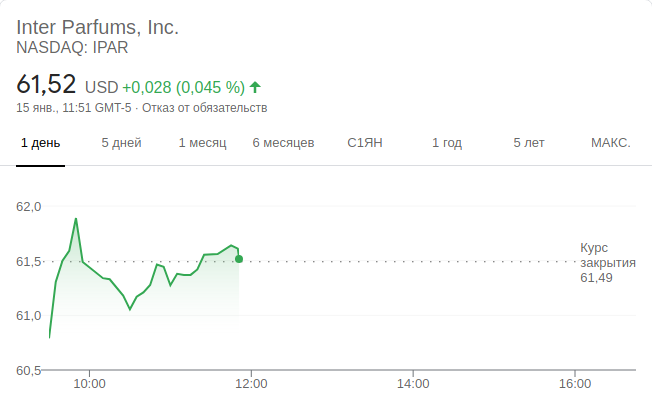 Inter Parfums, Inc.
NASDAQ: IPAR
61,52 USD +0,028 (0,045 %)
15 янв., 11:51 GMT-5 · Отказ от обязательств
1 день 5 дней 1 месяц 6 месяцев С1ЯН 1 год 5 лет МАКС.
62,0
61,5
61,0
60,5
Курс
закрытия
61,49
10:00 12:00 14:00 16:00